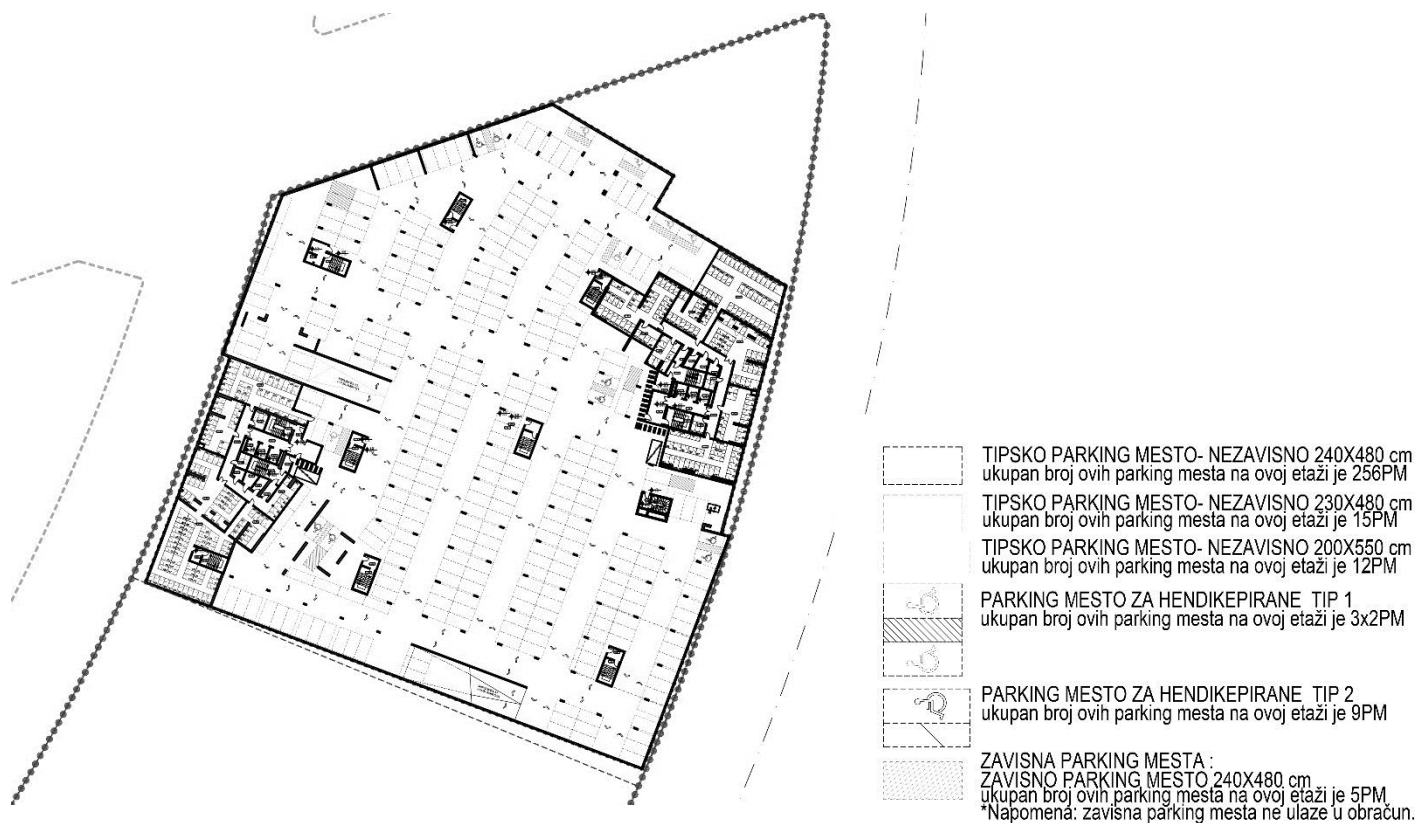 TIPSKO PARKING MESTO- NEZAVISNO 240X480 cm
ukupan broj ovih parking mesta na ovoj etaži je 256PM
TIPSKO PARKING MESTO- NEZAVISNO 230X480 cm
ukupan broj ovih parking mesta na ovoj etaži je 15PM
TIPSKO PARKING MESTO- NEZAVISNO 200X550 cm
ukupan broj ovih parking mesta na ovoj etaži je 12PM
PARKING MESTO ZA HENDIKEPIRANE TIP 1
ukupan broj ovih parking mesta na ovoj etaži je 3x2PM
PARKING MESTO ZA HENDIKEPIRANE TIP 2
ukupan broj ovih parking mesta na ovoj etaži je 9PM
ZAVISNA PARKING MESTA :
ZAVISNO PARKING MESTO 240X480 cm
ukupan broj ovih parking mesta na ovoj etaži je 5PM
*Napomena: zavisna parking mesta ne ulaze u obračun.